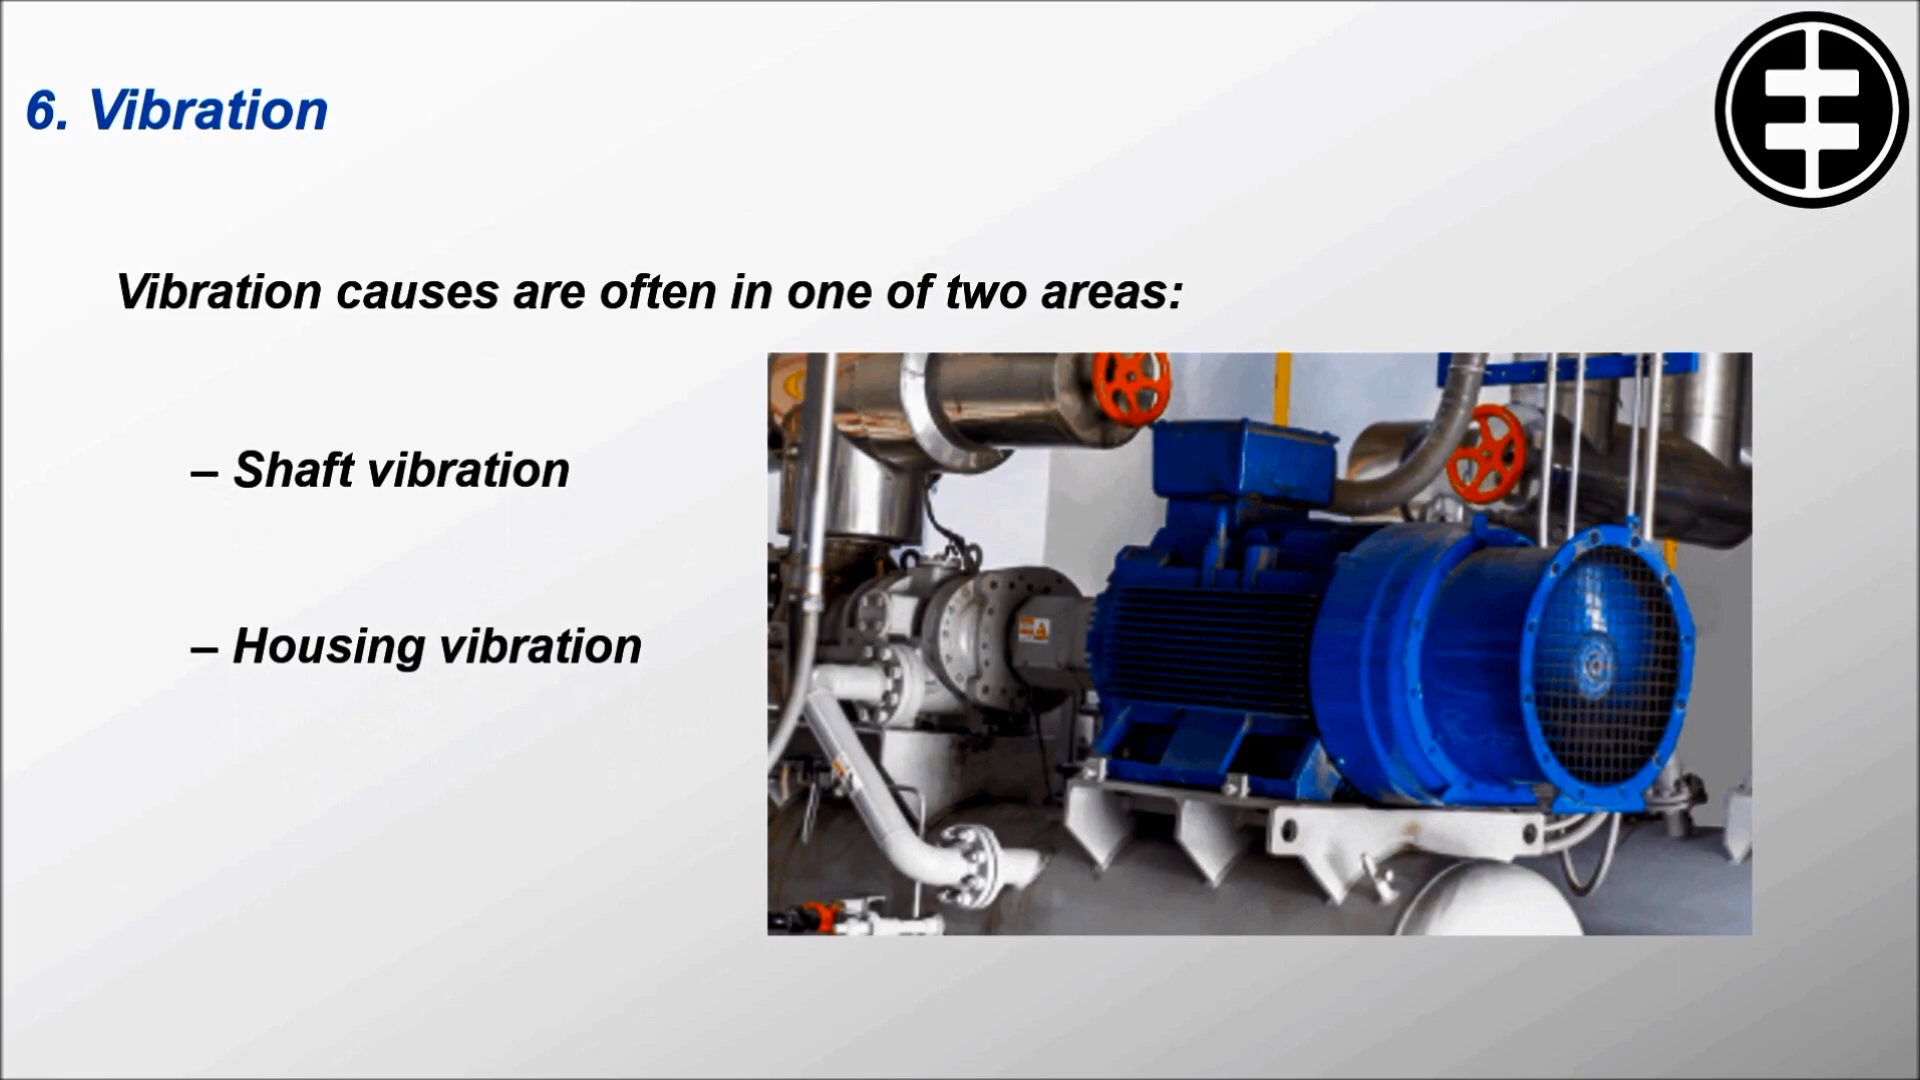 6. Vibration
Vibration causes are often in one of two areas:
– Shaft vibration
– Housing vibration